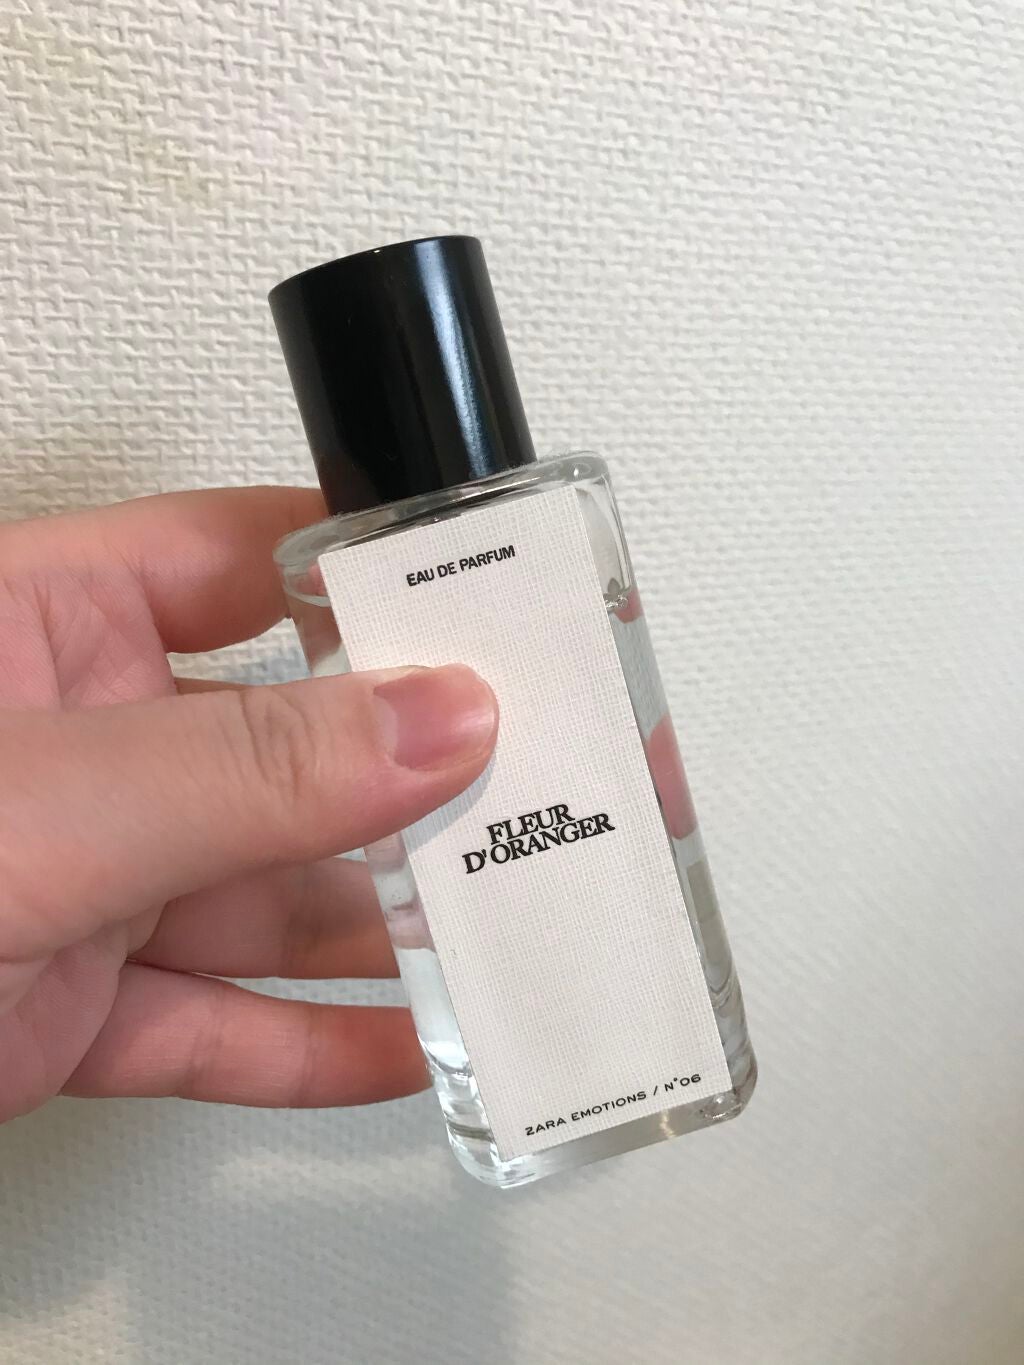 EAU DE PARFUM
FLEUR
D'ORANGER
ZARA EMOTIONS / N°06